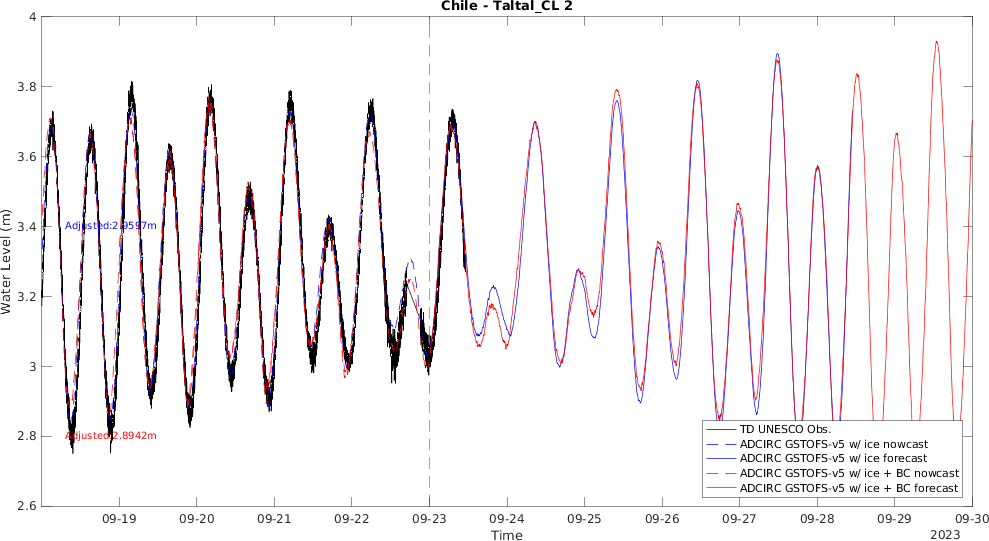 Chile - Taltal_CL 2
4
3.8
3.6
3.4
3.2
3
2.8
2.6
Water Level (m)
Adjusted:2.9597m
Adjusted:2.8942m
TD UNESCO Obs.
ADCIRC GSTOFS-v5 w/ ice nowcast
ADCIRC GSTOFS-v5 w/ ice forecast
ADCIRC GSTOFS-v5 w/ ice + BC nowcast
ADCIRC GSTOFS-v5 w/ ice + BC forecast
09-19 09-20 09-21 09-22 09-23 09-24 09-25 09-26 09-27 09-28 09-29 09-30
Time
2023